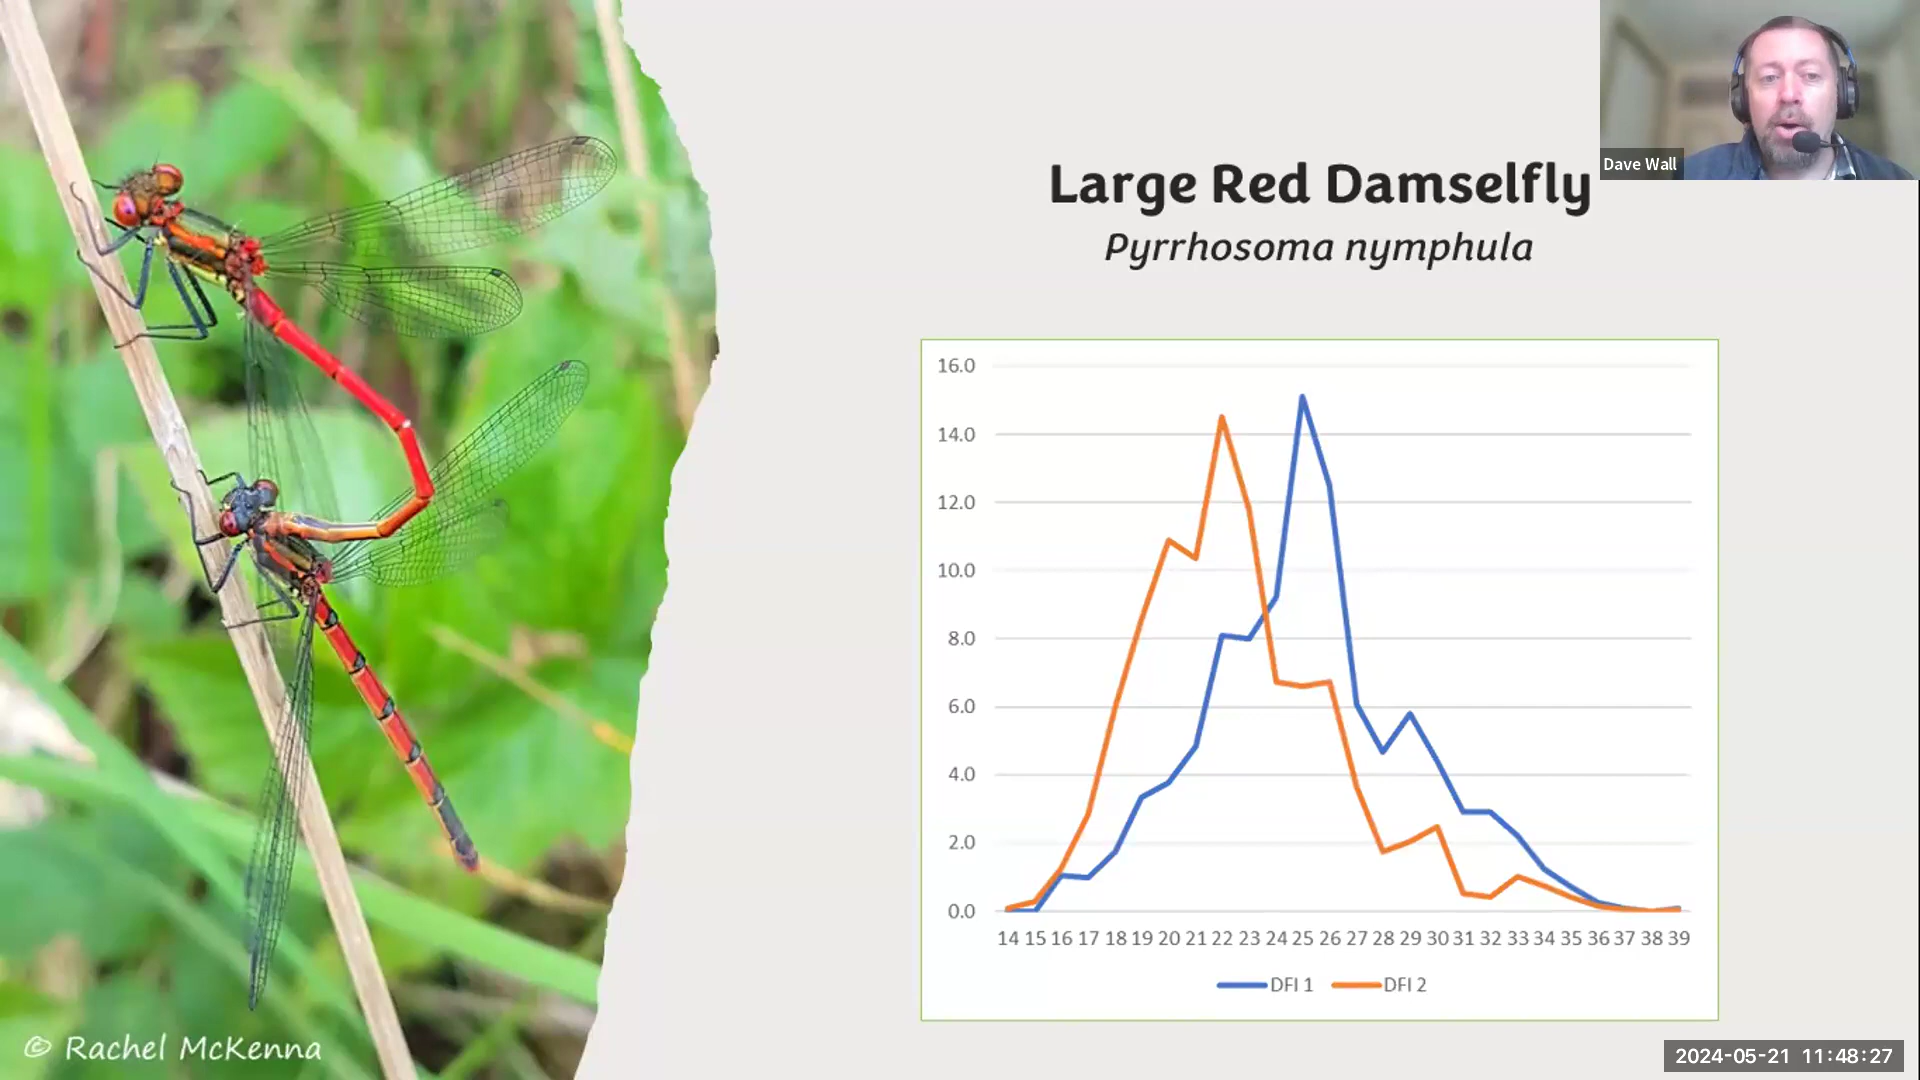 Dave Wall
Large Red Damselfly
Pyrrhosoma nymphula
16.0
14.0
12.0
10.0
8.0
6.0
4.0
2.0
0.0
14 15 16 17 18 19 20 21 22 23 24 25 26 27 28 29 30 31 32 33 34 35 36 37 38 39
DFI 1 DFI 2
© Rachel McKenna
2024-05-21 11:48:27